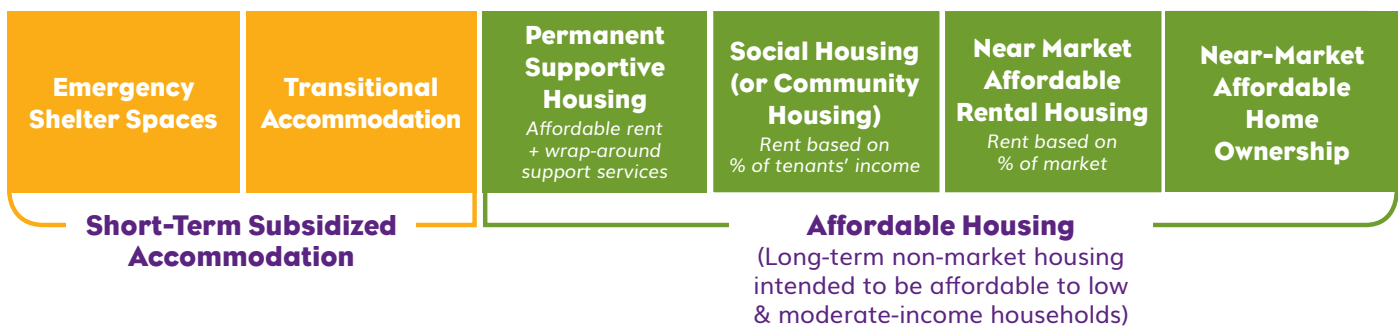 Emergency
Shelter Spaces
Transitional
Accommodation
Permanent
Supportive
Housing
Affordable rent
+ wrap-around
support services
Social Housing
(or Community
Housing)
Rent based on
% of tenants' income
Near Market
Affordable
Rental Housing
Rent based on
% of market
Near-Market
Affordable
Home
Ownership
Short-Term Subsidized
Accommodation
Affordable Housing
(Long-term non-market housing
intended to be affordable to low
& moderate-income households)